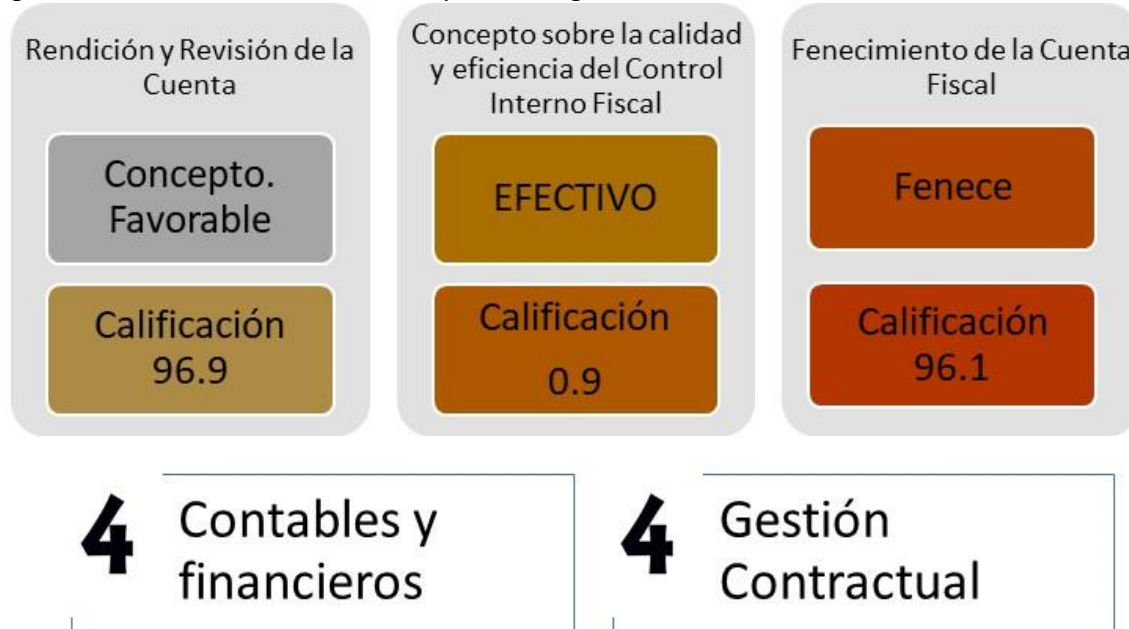 Rendición y Revisión de la
Cuenta
Concepto.
Favorable
Calificación
96.9
Concepto sobre la calidad
y eficiencia del Control
Interno Fiscal
EFECTIVO
Calificación
0.9
Fenecimiento de la Cuenta
Fiscal
Fenece
Calificación
96.1
4
Contables y
financieros
4
Gestión
Contractual